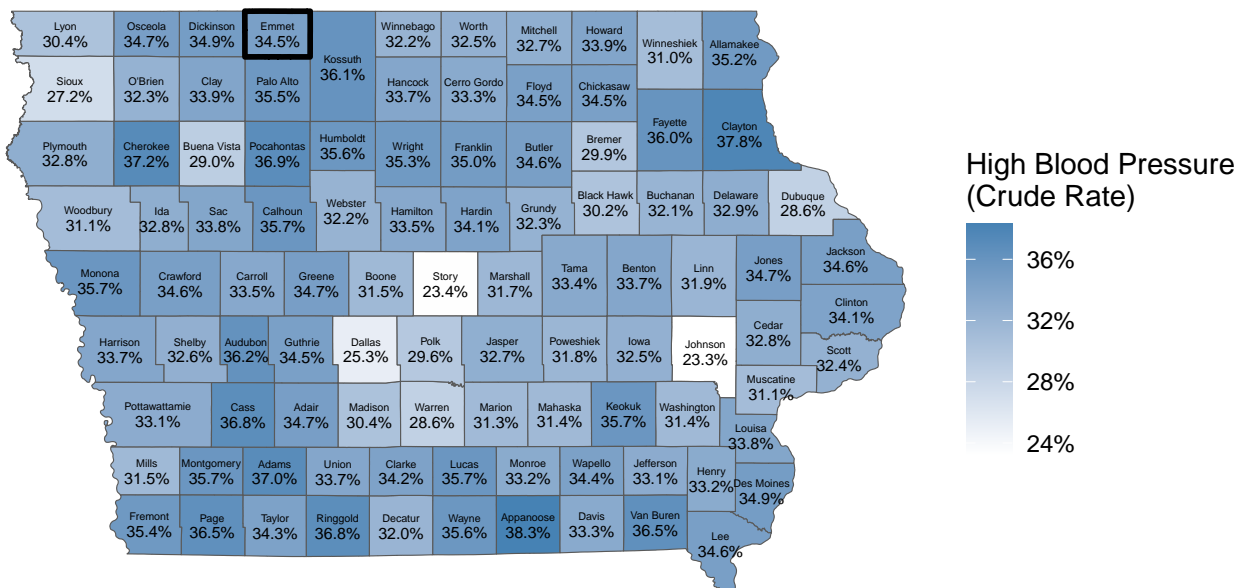 Lyon
30.4%
Osceola
34.7%
Dickinson
34.9%
Emmet
34.5%
Kossuth
36.1%
Winnebago
32.2%
Worth
32.5%
Mitchell
32.7%
Howard
33.9%
Winneshiek
31.0%
Allamakee
35.2%
Sioux
27.2%
O'Brien
32.3%
Clay
33.9%
Palo Alto
35.5%
Hancock
33.7%
Cerro Gordo
33.3%
Floyd
34.5%
Chickasaw
34.5%
Fayette
36.0%
Clayton
37.8%
Plymouth
32.8%
Cherokee
37.2%
Buena Vista
29.0%
Pocahontas
36.9%
Humboldt
35.6%
Wright
35.3%
Franklin
35.0%
Butler
34.6%
Bremer
29.9%
Woodbury
31.1%
Ida
32.8%
Sac
33.8%
Calhoun
35.7%
Webster
32.2%
Hamilton
33.5%
Hardin
34.1%
Grundy
32.3%
Black Hawk
30.2%
Buchanan
32.1%
Delaware
32.9%
Dubuque
28.6%
Monona
35.7%
Crawford
34.6%
Carroll
33.5%
Greene
34.7%
Boone
31.5%
Story
23.4%
Marshall
31.7%
Tama
33.4%
Benton
33.7%
Linn
31.9%
Jones
34.7%
Jackson
34.6%
Clinton
34.1%
Harrison
33.7%
Shelby
32.6%
Audubon
36.2%
Guthrie
34.5%
Dallas
25.3%
Polk
29.6%
Jasper
32.7%
Poweshiek
31.8%
Iowa
32.5%
Johnson
23.3%
Cedar
32.8%
Scott
32.4%
Muscatine
31.1%
Pottawattamie
33.1%
Cass
36.8%
Adair
34.7%
Madison
30.4%
Warren
28.6%
Marion
31.3%
Mahaska
31.4%
Keokuk
35.7%
Washington
31.4%
Louisa
33.8%
Mills
31.5%
Montgomery
35.7%
Adams
37.0%
Union
33.7%
Clarke
34.2%
Lucas
35.7%
Monroe
33.2%
Wapello
34.4%
Jefferson
33.1%
Henry
33.2%
Des Moines
34.9%
Fremont
35.4%
Page
36.5%
Taylor
34.3%
Ringgold
36.8%
Decatur
32.0%
Wayne
35.6%
Appanoose
38.3%
Davis
33.3%
Van Buren
36.5%
Lee
34.6%
High Blood Pressure
(Crude Rate)
36%
32%
28%
24%